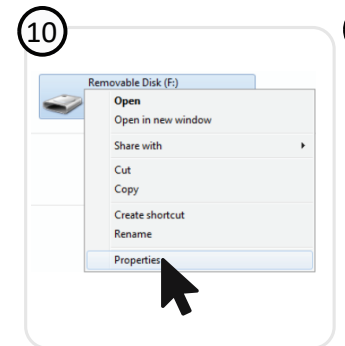 10
Removable Disk (F:)
Open
Open in new window
Share with
Cut
Copy
Create shortcut
Rename
Properties